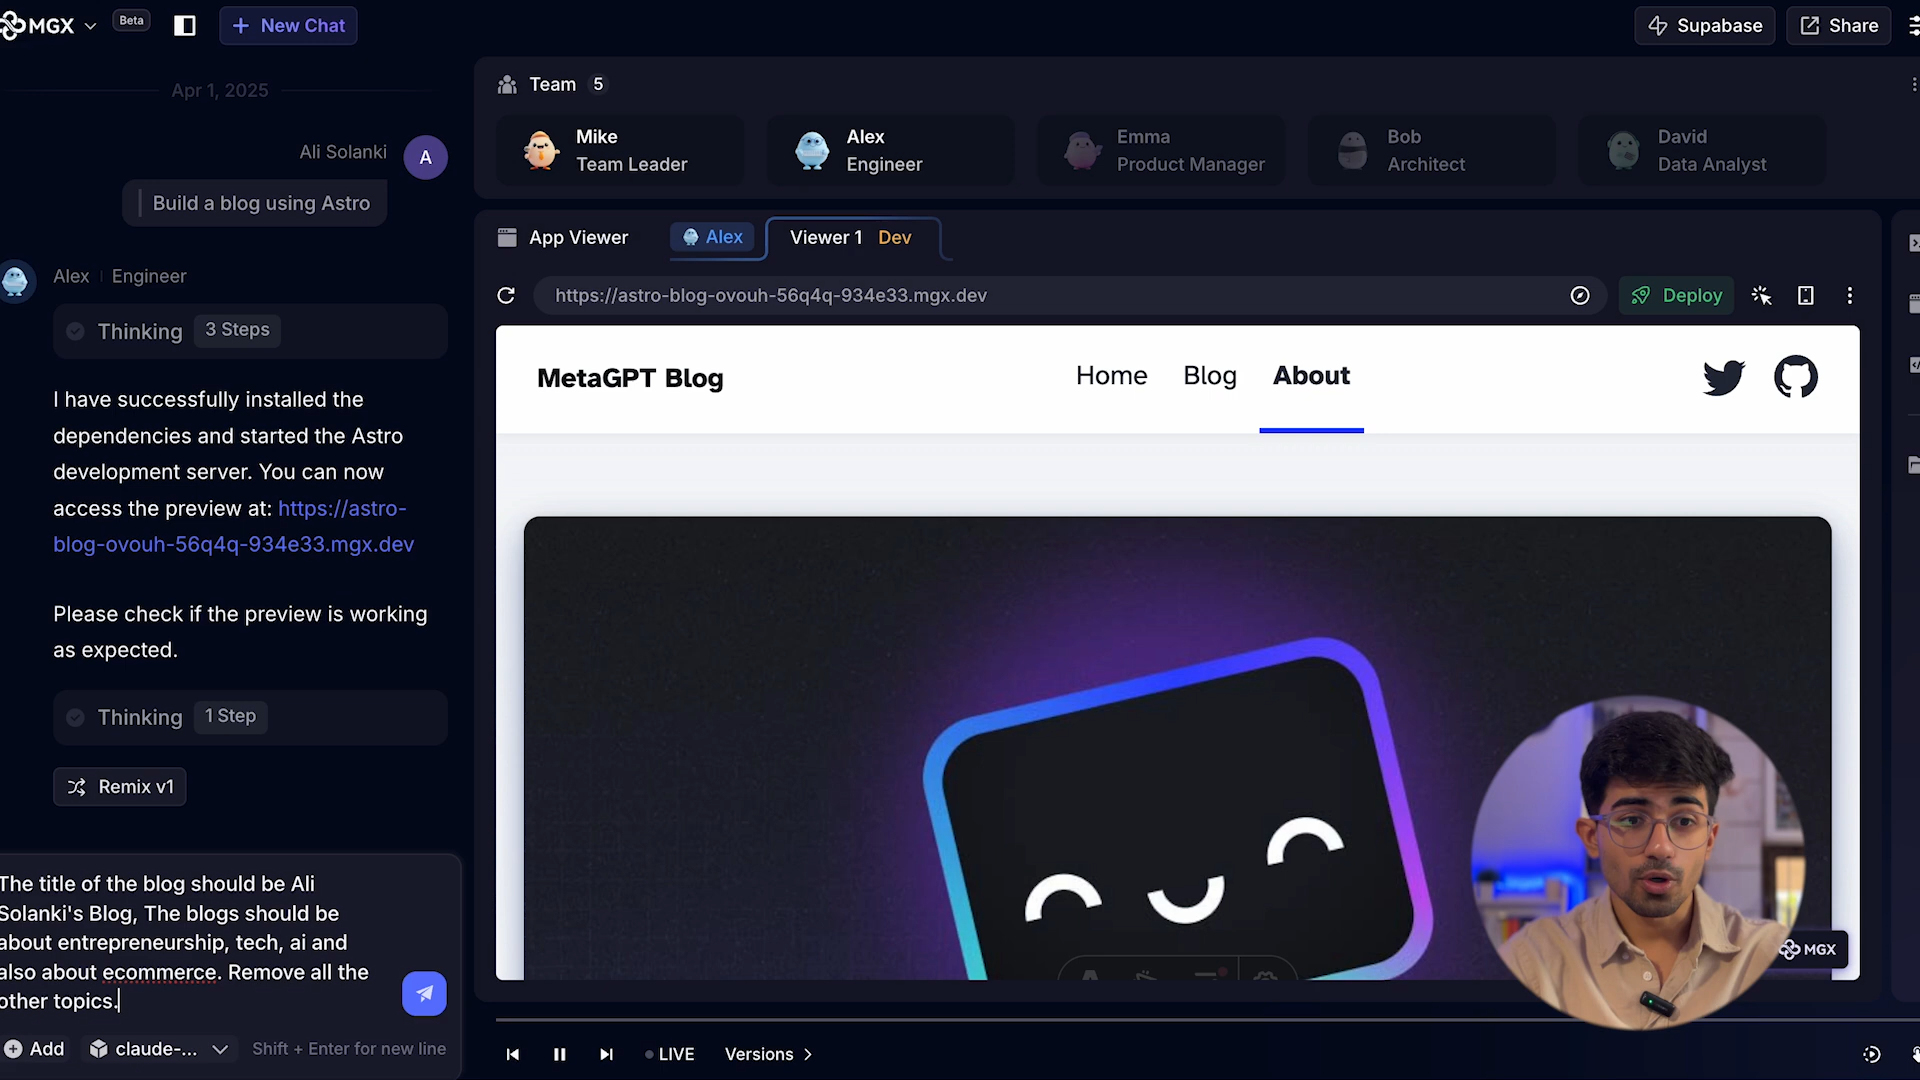 MGX
Beta
New Chat
Supabase
Share
Apr 1, 2025
Ali Solanki
A
Build a blog using Astro
Alex
Engineer
Thinking
3 Steps
I have successfully installed the
dependencies and started the Astro
development server. You can now
access the preview at: https://astro-
blog-ovouh-56q4q-934e33.mgx.dev
Please check if the preview is working
as expected.
Thinking
1 Step
Remix v1
The title of the blog should be Ali
Solanki's Blog, The blogs should be
about entrepreneurship, tech, ai and
also about ecommerce. Remove all the
other topics.
Add
claude-...
Shift + Enter for new line
Team 5
Mike
Team Leader
Alex
Engineer
Emma
Product Manager
Bob
Architect
David
Data Analyst
App Viewer
Alex
Viewer 1 Dev
https://astro-blog-ovouh-56q4q-934e33.mgx.dev
Deploy
MetaGPT Blog
Home
Blog
About
MGX
LIVE
Versions